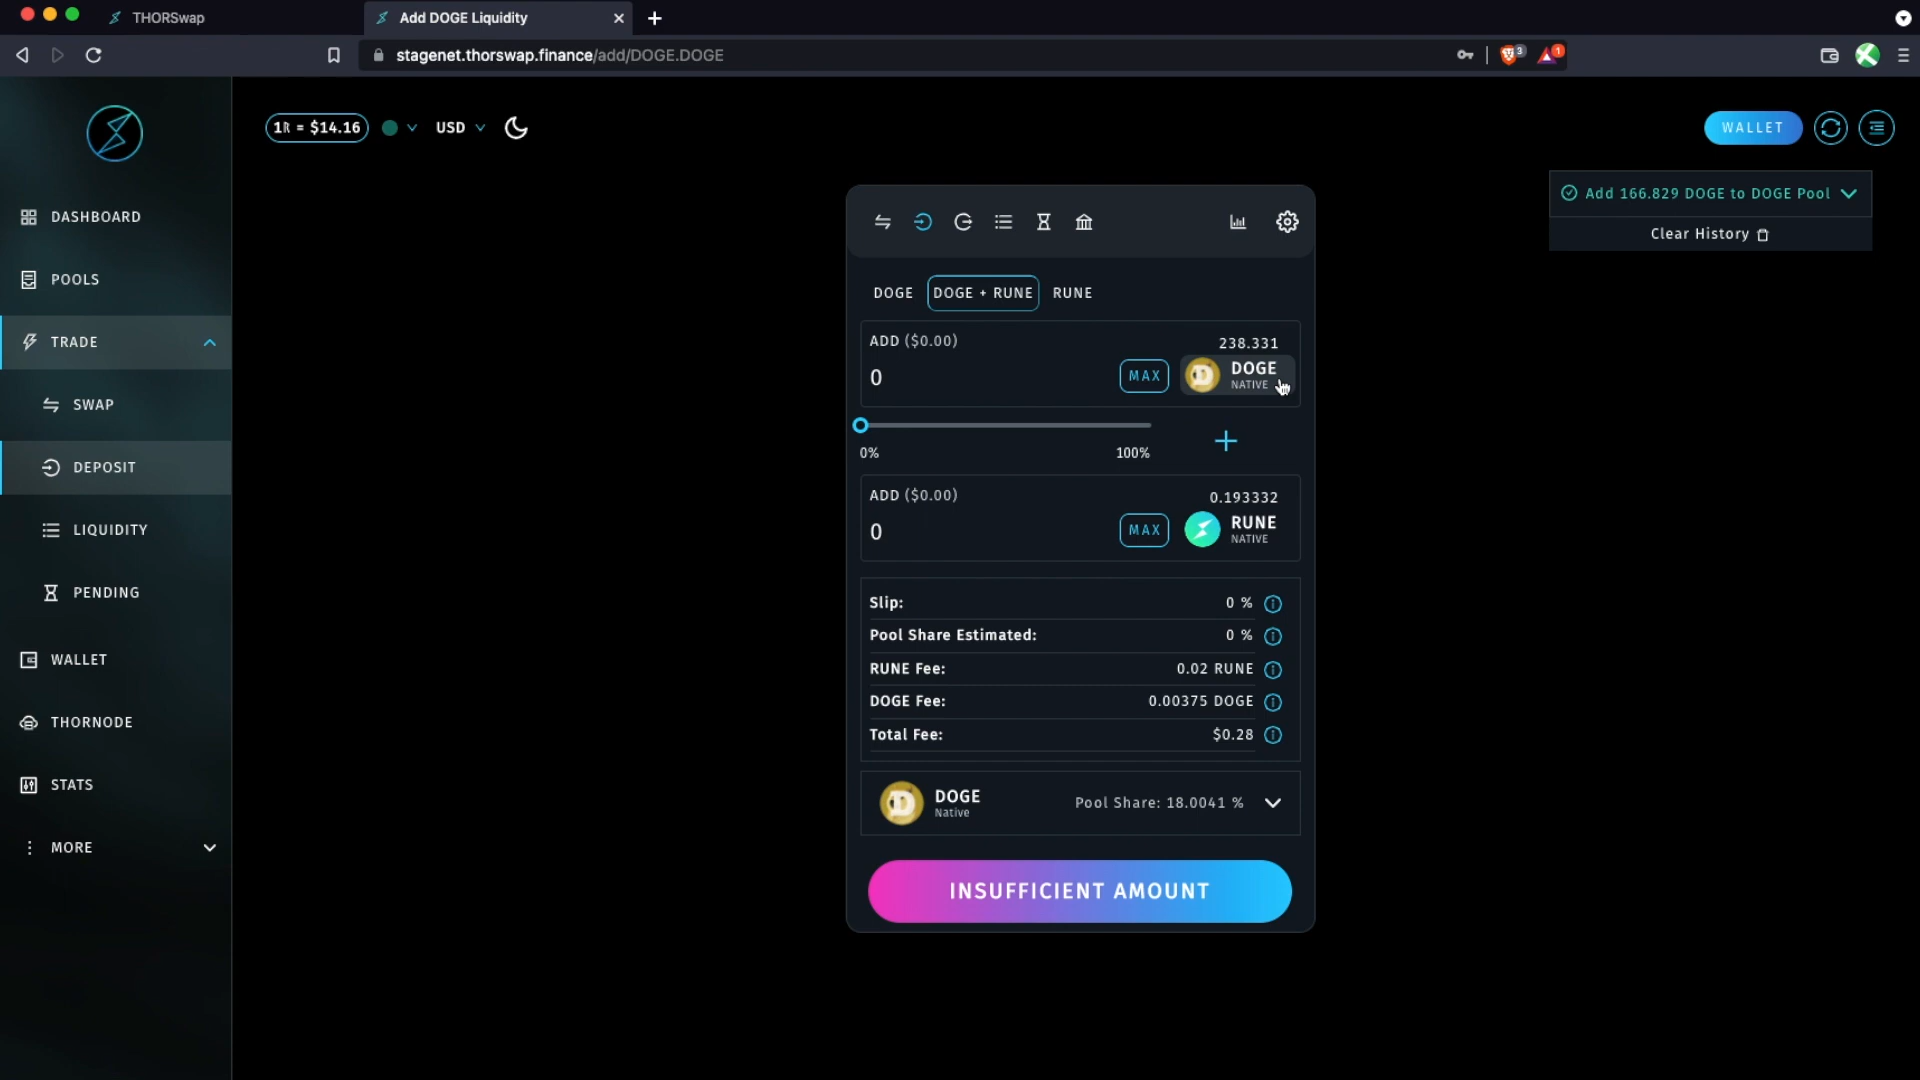 THORSwap
Add DOGE Liquidity
stagenet.thorswap.finance/add/DOGE.DOGE
3
1
1ᚱ = $14.16
USD
WALLET
Add 166.829 DOGE to DOGE Pool
Clear History
DASHBOARD
POOLS
TRADE
SWAP
DEPOSIT
LIQUIDITY
PENDING
WALLET
THORNODE
STATS
MORE
DOGE
DOGE + RUNE
RUNE
ADD ($0.00)
238.331
0
MAX
DOGE
NATIVE
0%
100%
ADD ($0.00)
0.193332
0
MAX
RUNE
NATIVE
Slip:
0 %
Pool Share Estimated:
0 %
RUNE Fee:
0.02 RUNE
DOGE Fee:
0.00375 DOGE
Total Fee:
$0.28
DOGE
Native
Pool Share: 18.0041 %
INSUFFICIENT AMOUNT